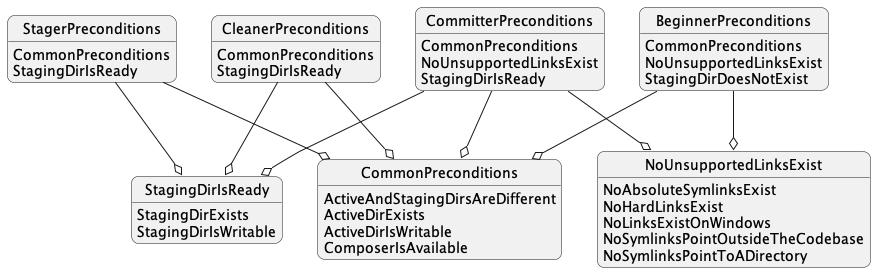 StagerPreconditions
CommonPreconditions
StagingDirIsReady
CleanerPreconditions
CommonPreconditions
StagingDirIsReady
CommitterPreconditions
CommonPreconditions
NoUnsupportedLinksExist
StagingDirIsReady
BeginnerPreconditions
CommonPreconditions
NoUnsupportedLinksExist
StagingDirDoesNotExist
StagingDirIsReady
StagingDirExists
StagingDirIsWritable
CommonPreconditions
ActiveAndStagingDirsAreDifferent
ActiveDirExists
ActiveDirIsWritable
ComposerIsAvailable
NoUnsupportedLinksExist
NoAbsoluteSymlinksExist
NoHardLinksExist
NoLinksExistOnWindows
NoSymlinksPointOutsideTheCodebase
NoSymlinksPointToADirectory